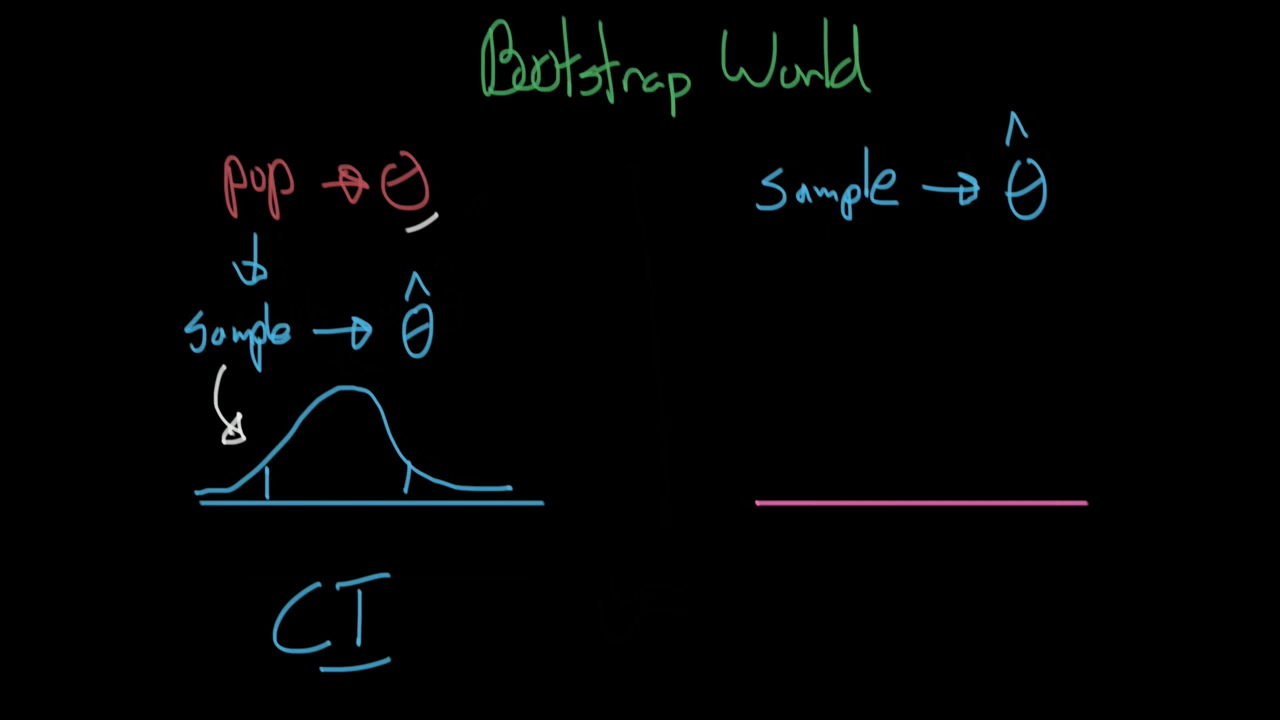 Bootstrap World
pop → θ
sample → θ̂
sample → θ̂
CI